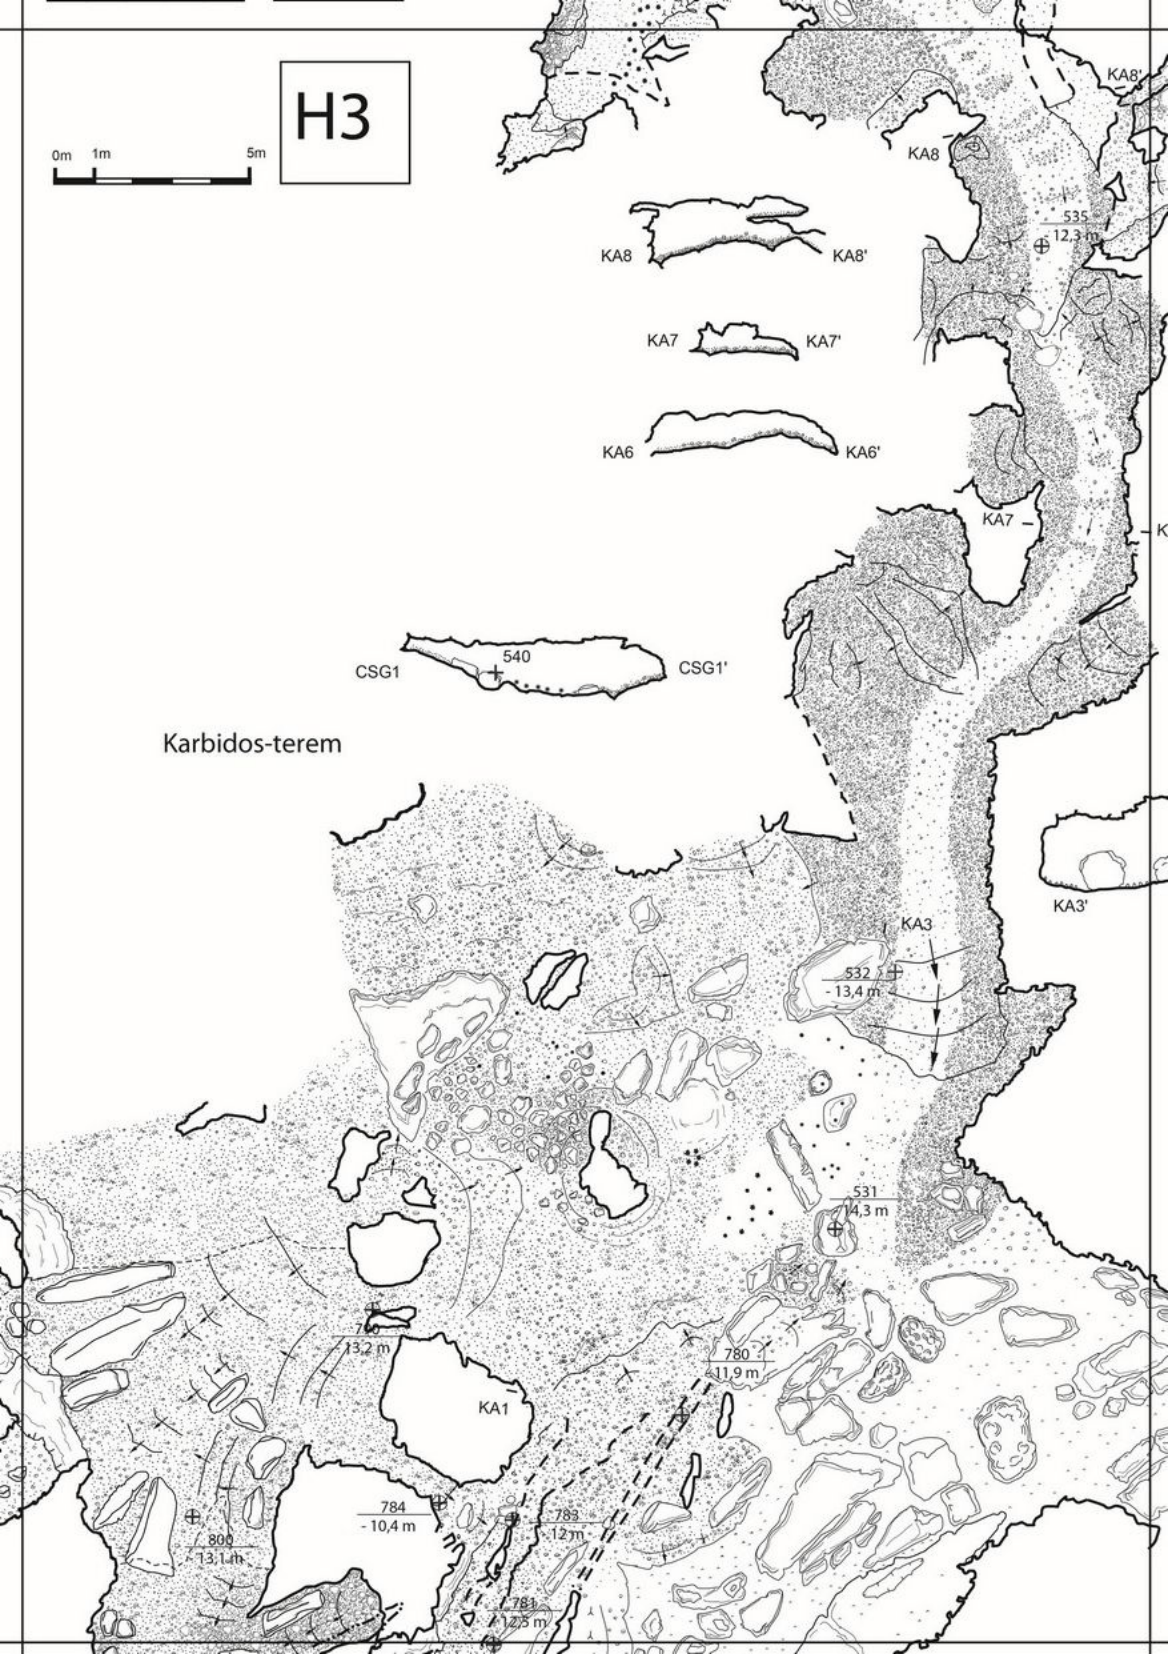 H3
0m 1m 5m
KA8'
KA8
535
- 12,3 m
KA8 KA8'
KA7 KA7'
KA6 KA6'
KA7
K
540
CSG1 CSG1'
Karbidos-terem
KA3'
KA3
532
- 13,4 m
531
- 14,3 m
- 13,2 m
780
- 11,9 m
KA1
784
- 10,4 m
783
12 m
800
- 13,1 m
781
- 12,5 m